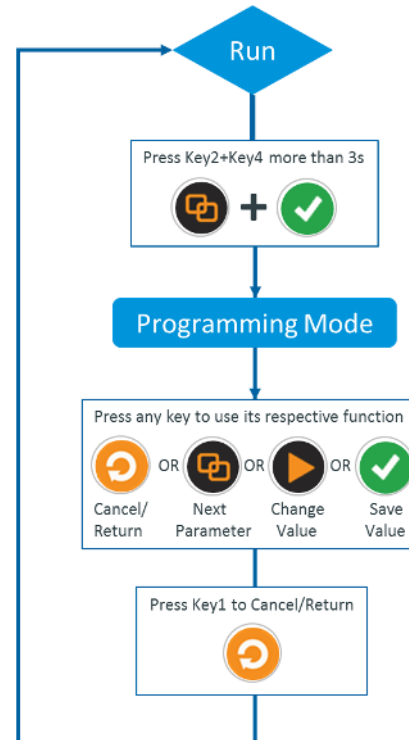 Run
Press Key2+Key4 more than 3s
+
Programming Mode
Press any key to use its respective function
OR OR OR
Cancel/ Next Change Save
Return Parameter Value Value
Press Key1 to Cancel/Return